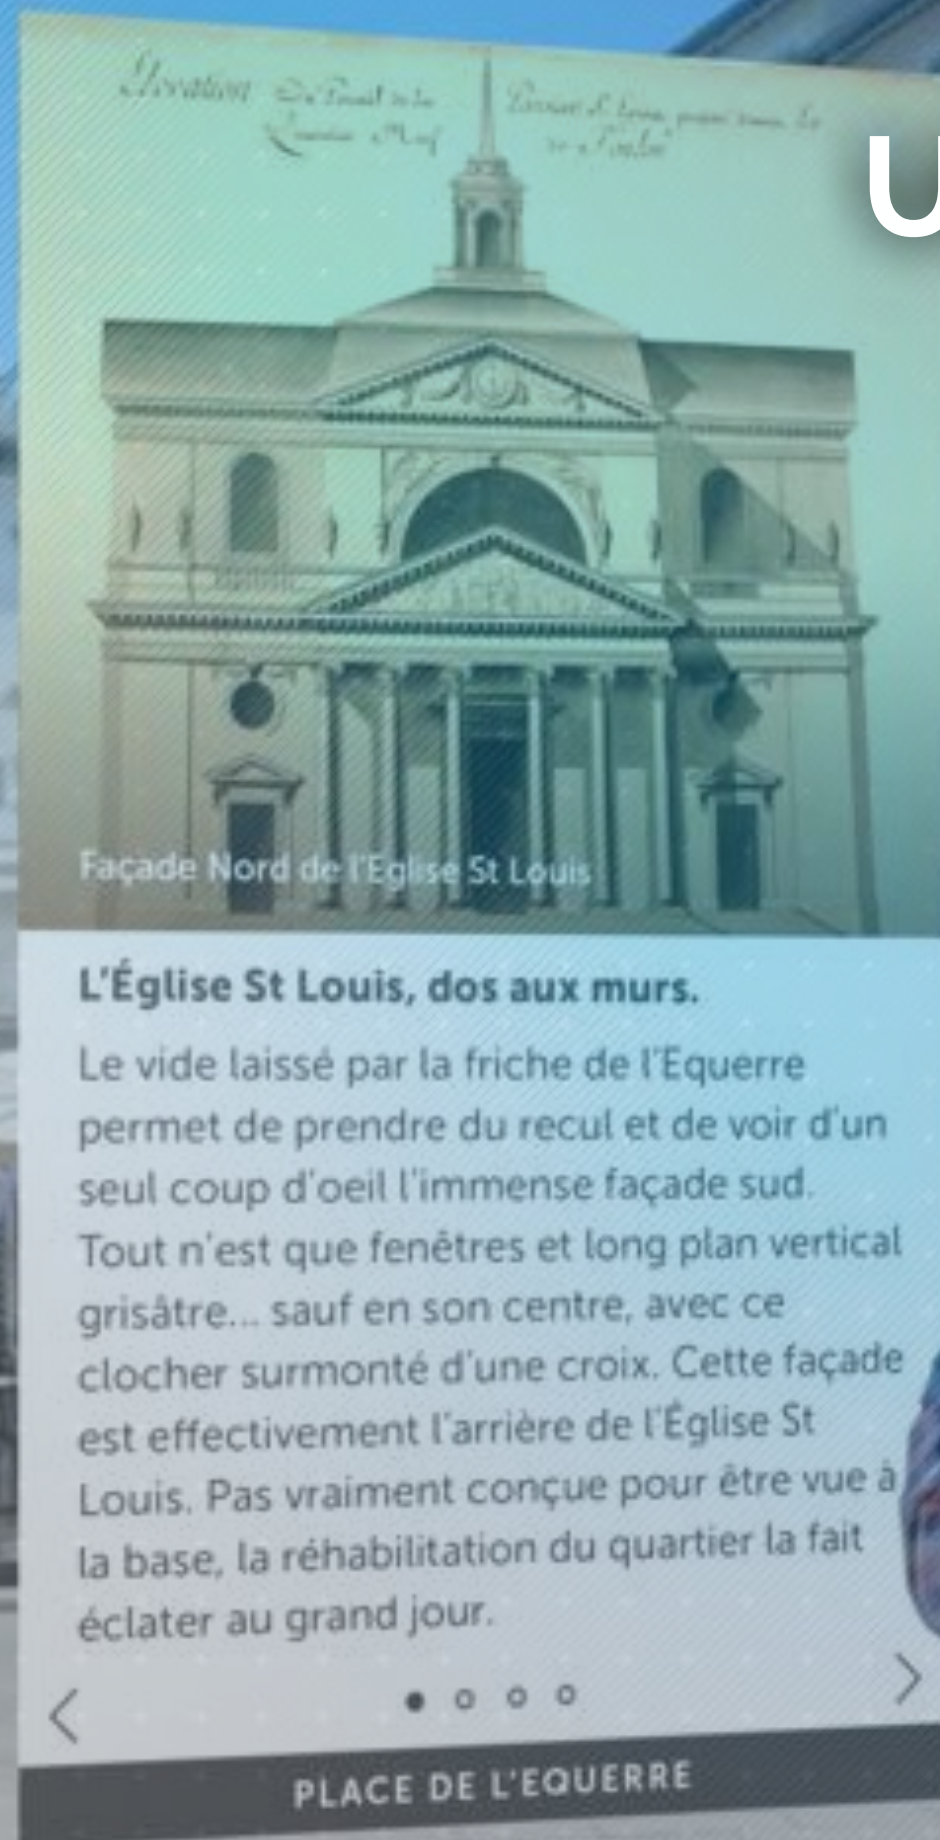 Elevation
U
Façade Nord de l'Eglise St Louis
L'Église St Louis, dos aux murs.
Le vide laissé par la friche de l'Equerre
permet de prendre du recul et de voir d'un
seul coup d'oeil l'immense façade sud.
Tout n'est que fenêtres et long plan vertical
grisâtre... sauf en son centre, avec ce
clocher surmonté d'une croix. Cette façade
est effectivement l'arrière de l'Église St
Louis. Pas vraiment conçue pour être vue à
la base, la réhabilitation du quartier la fait
éclater au grand jour.
PLACE DE L'EQUERRE